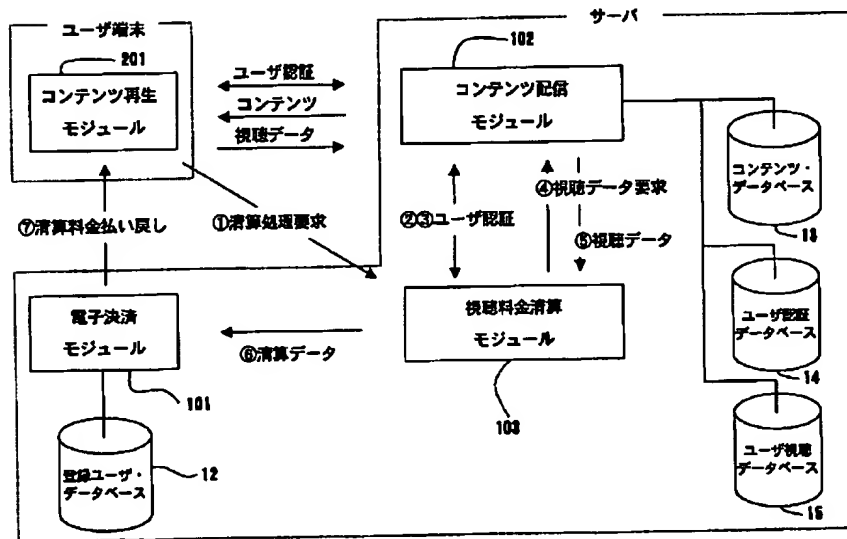 ユーザ端末
サーバ
201
コンテンツ再生
モジュール
ユーザ認証
コンテンツ
視聴データ
102
コンテンツ配信
モジュール
コンテンツ・
データベース
13
⑦清算料金払い戻し
①清算処理要求
②③ユーザ認証
④視聴データ要求
⑤視聴データ
電子決済
モジュール
101
⑥清算データ
視聴料金清算
モジュール
103
ユーザ認証
データベース
14
登録ユーザ・
データベース
12
ユーザ視聴
データベース
15